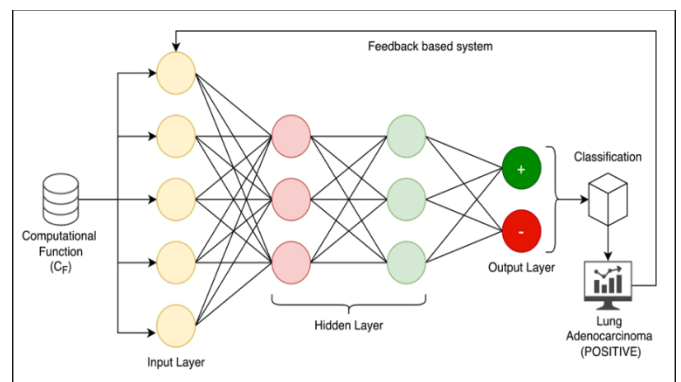 Feedback based system
Classification
+
-
Computational
Function
(CF)
Output Layer
Hidden Layer
Input Layer
Lung
Adenocarcinoma
(POSITIVE)